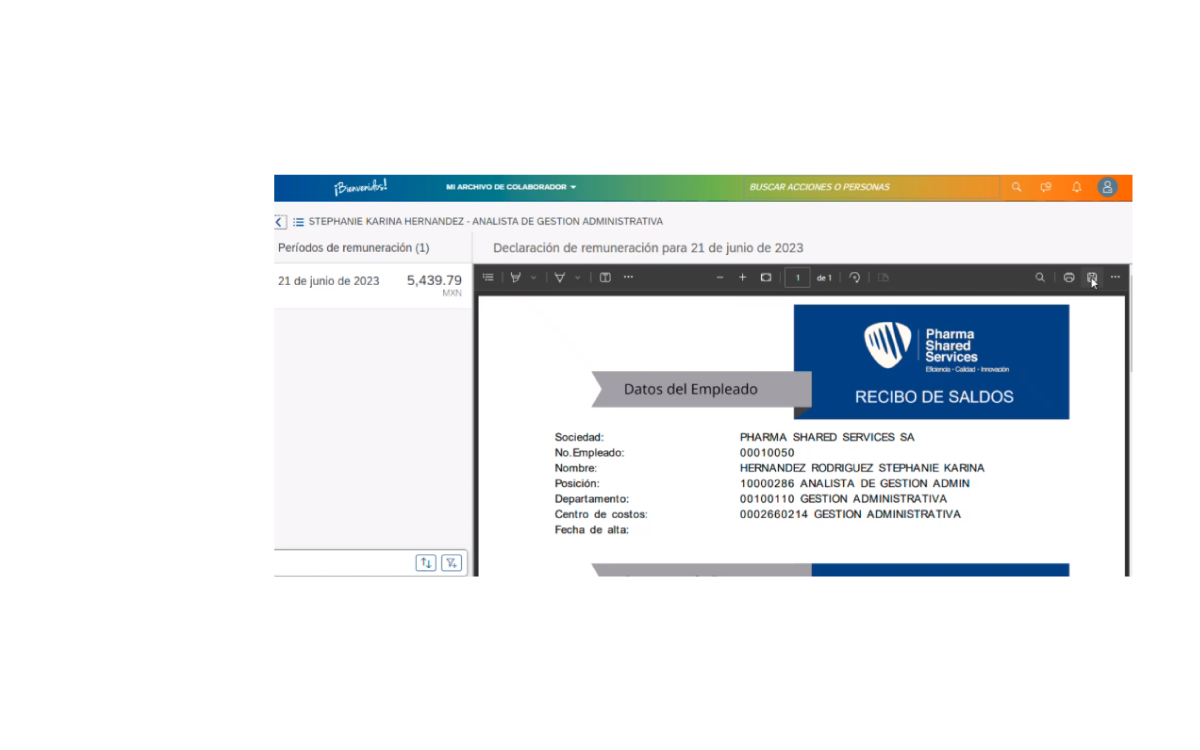 ¡Bienvenidos!
MI ARCHIVO DE COLABORADOR
BUSCAR ACCIONES O PERSONAS
STEPHANIE KARINA HERNANDEZ - ANALISTA DE GESTION ADMINISTRATIVA
Períodos de remuneración (1)
Declaración de remuneración para 21 de junio de 2023
21 de junio de 2023 5,439.79
MXN
1 de 1
Pharma
Shared
Services
Eficiencia - Calidad - Innovación
RECIBO DE SALDOS
Datos del Empleado
Sociedad: PHARMA SHARED SERVICES SA
No.Empleado: 00010050
Nombre: HERNANDEZ RODRIGUEZ STEPHANIE KARINA
Posición: 10000286 ANALISTA DE GESTION ADMIN
Departamento: 00100110 GESTION ADMINISTRATIVA
Centro de costos: 0002660214 GESTION ADMINISTRATIVA
Fecha de alta: